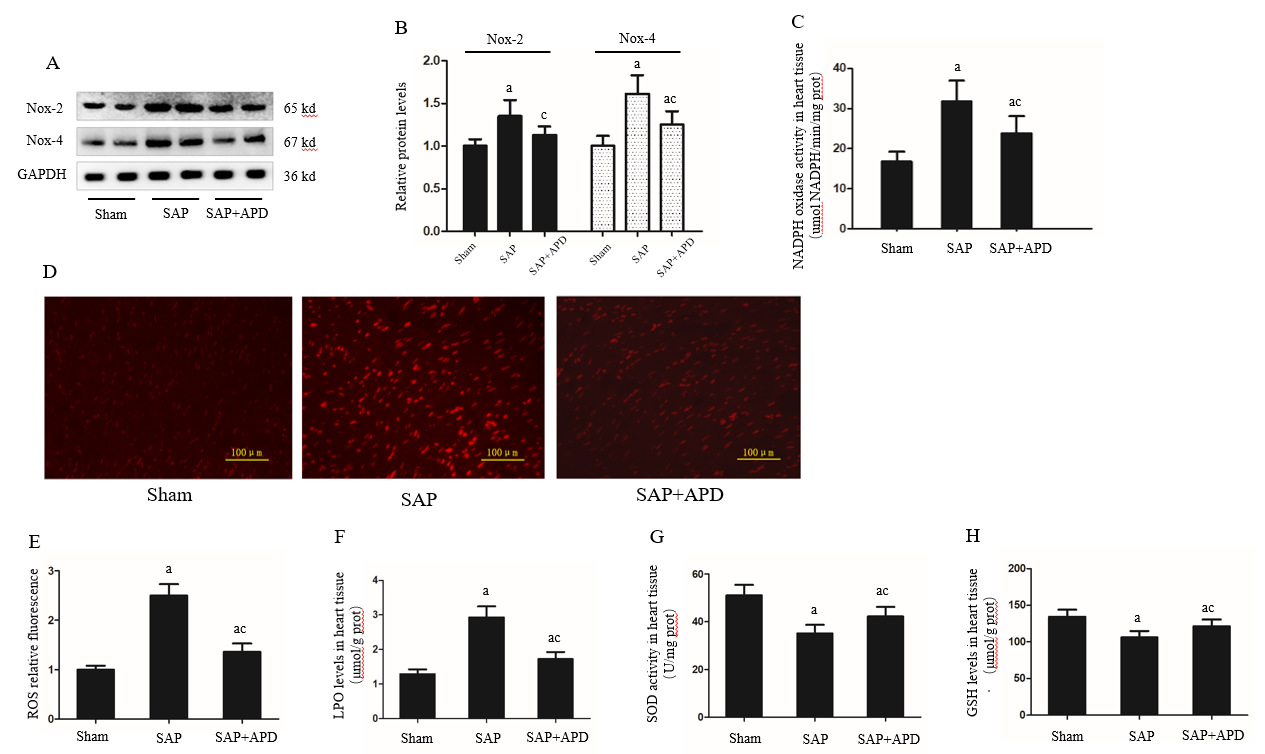 A
Nox-2
65 kd
Nox-4
67 kd
GAPDH
36 kd
Sham
SAP
SAP+APD
B
Nox-2
Nox-4
Relative protein levels
2.0
1.5
1.0
0.5
0.0
a
c
a
ac
Sham
SAP
SAP+APD
Sham
SAP
SAP+APD
C
NADPH oxidase activity in heart tissue
(umol NADPH/min/mg prot)
40
30
20
10
0
a
ac
Sham
SAP
SAP+APD
D
100 μm
100 μm
100 μm
Sham
SAP
SAP+APD
E
ROS relative fluorescence
3
2
1
0
a
ac
Sham
SAP
SAP+APD
F
LPO levels in heart tissue
(μmol/g prot)
4
3
2
1
0
a
ac
Sham
SAP
SAP+APD
G
SOD activity in heart tissue
(U/mg prot)
60
40
20
0
a
ac
Sham
SAP
SAP+APD
H
GSH levels in heart tissue
(μmol/g prot)
200
150
100
50
0
a
ac
Sham
SAP
SAP+APD